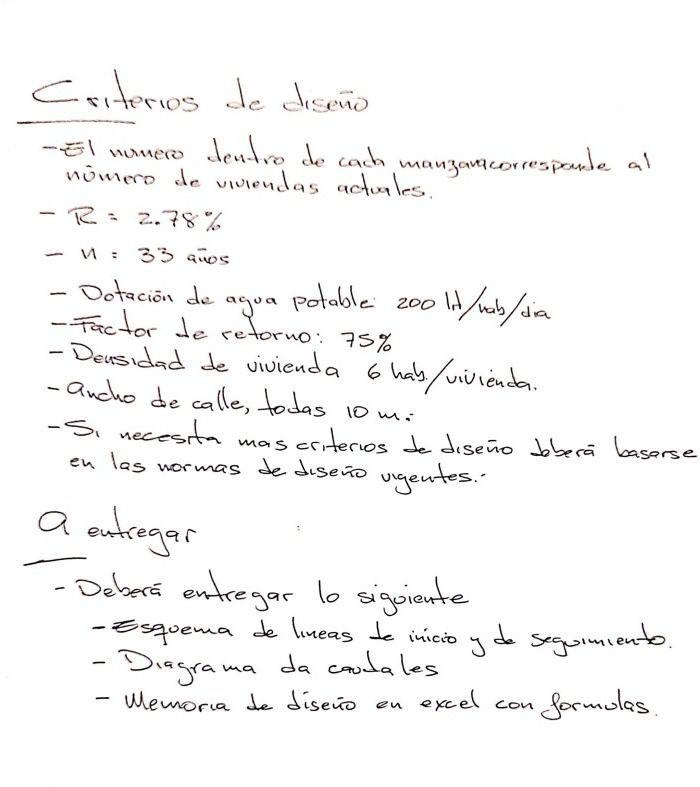 Criterios de diseño
- El numero dentro de cada manzana corresponde al
número de viviendas actuales.
- R = 2.78%
- n = 33 años
- Dotación de agua potable: 200 lt/hab/dia
- Factor de retorno: 75%
- Densidad de vivienda 6 hab./vivienda.
- Ancho de calle, todas 10 m.-
- Si necesita mas criterios de diseño deberá basarse
en las normas de diseño vigentes.-
A entregar
- Deberá entregar lo siguiente
- Esquema de lineas de inicio y de seguimiento.
- Diagrama da caudales
- Memoria de diseño en excel con formulas.